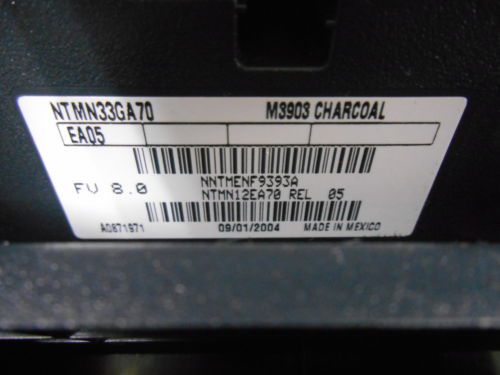 NTMN33GA70 M3903 CHARCOAL
EA05
NNTMENF9393A
FV 8.0 NTMN12EA70 REL 05
A0871971 09/01/2004 MADE IN MEXICO